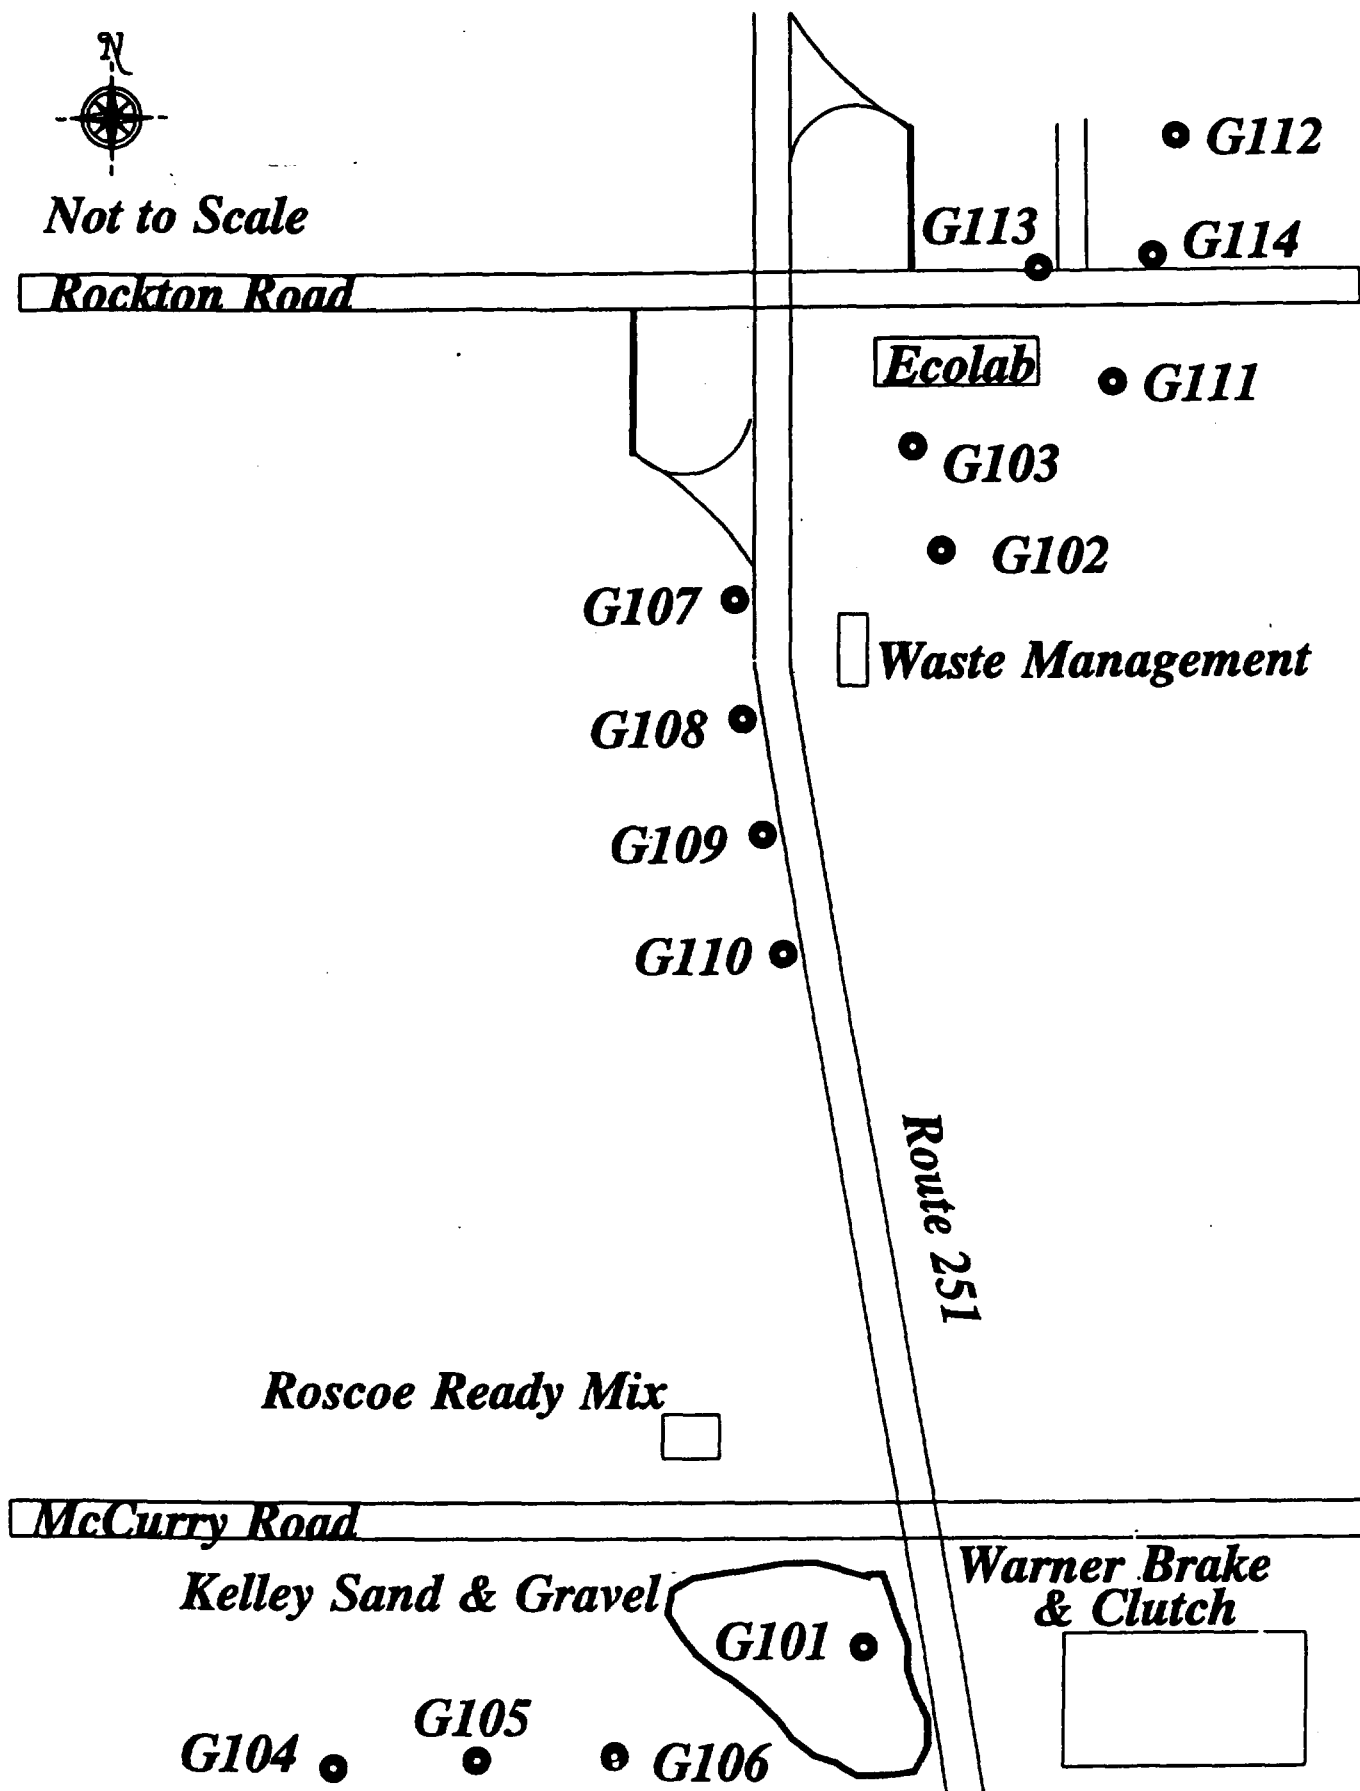 N
Not to Scale
G112
G113
G114
Rockton Road
Ecolab
G111
G103
G102
G107
Waste Management
G108
G109
G110
Route 251
Roscoe Ready Mix
McCurry Road
Kelley Sand & Gravel
Warner Brake
& Clutch
G101
G105
G104
G106